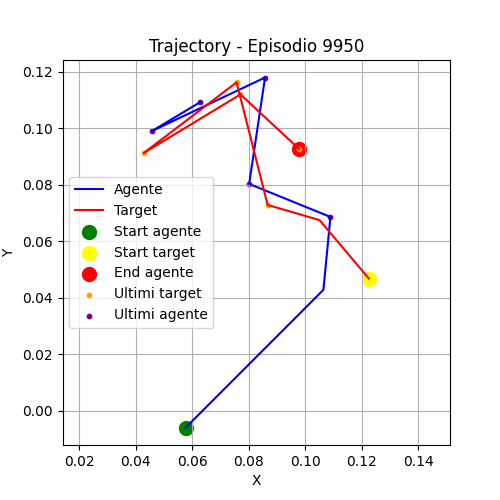 Trajectory - Episodio 9950
0.12
0.10
0.08
0.06
0.04
0.02
0.00
Y
Agente
Target
Start agente
Start target
End agente
Ultimi target
Ultimi agente
0.02
0.04
0.06
0.08
0.10
0.12
0.14
X